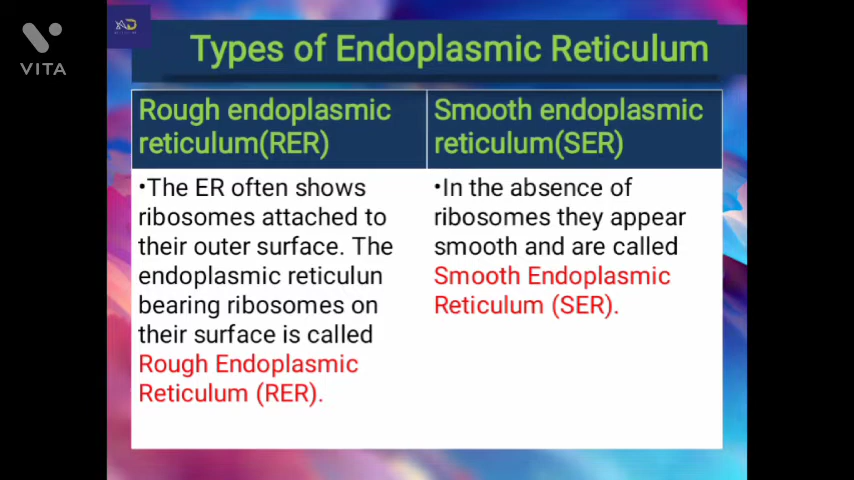 VITA
AD
Types of Endoplasmic Reticulum
Rough endoplasmic
reticulum(RER)
•The ER often shows
ribosomes attached to
their outer surface. The
endoplasmic reticulun
bearing ribosomes on
their surface is called
Rough Endoplasmic
Reticulum (RER).
Smooth endoplasmic
reticulum(SER)
•In the absence of
ribosomes they appear
smooth and are called
Smooth Endoplasmic
Reticulum (SER).